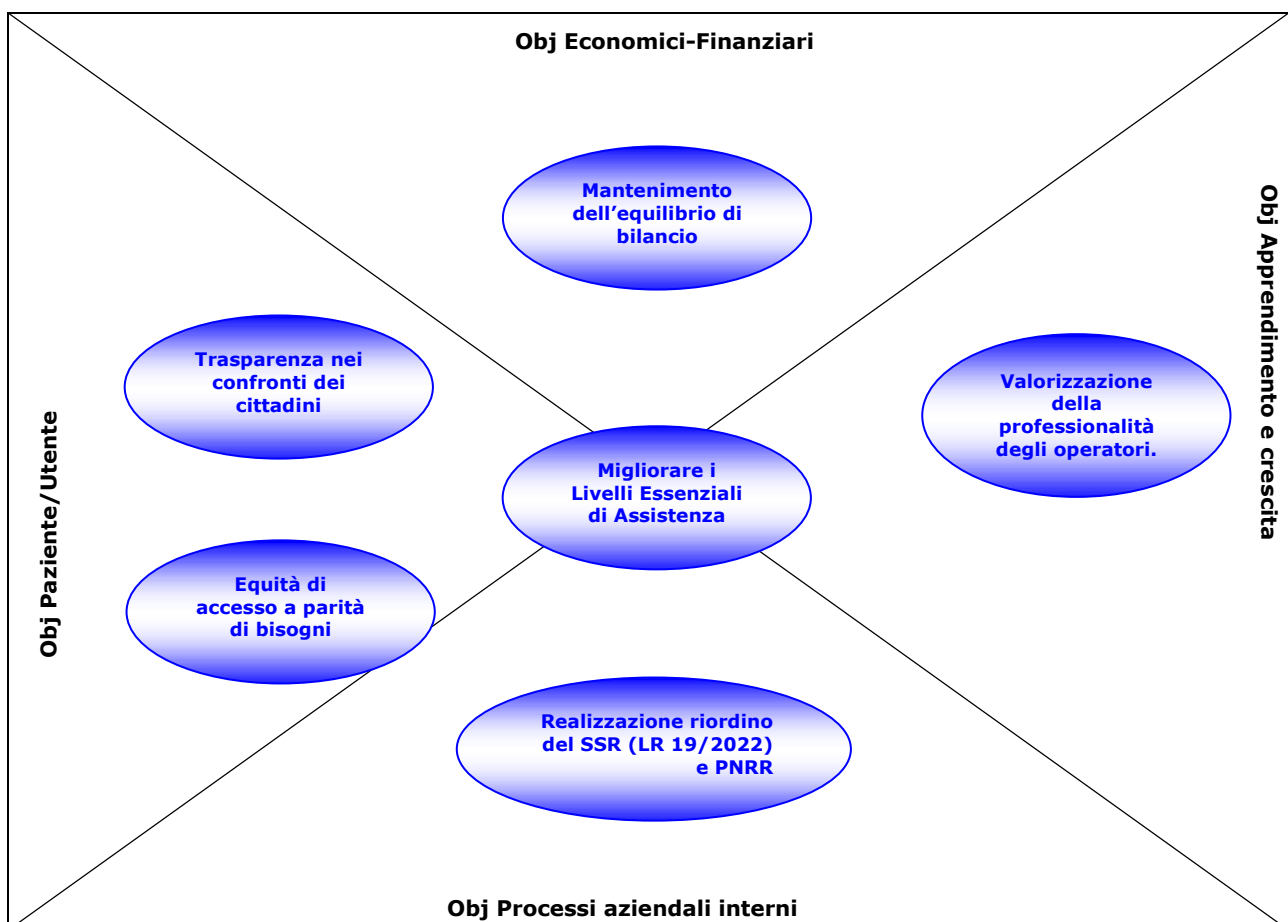 Obj Economici-Finanziari
Mantenimento
dell’equilibrio di
bilancio
Trasparenza nei
confronti dei
cittadini
Valorizzazione
della
professionalità
degli operatori.
Obj Apprendimento e crescita
Obj Paziente/Utente
Migliorare i
Livelli Essenziali
di Assistenza
Equità di
accesso a parità
di bisogni
Realizzazione riordino
del SSR (LR 19/2022)
e PNRR
Obj Processi aziendali interni